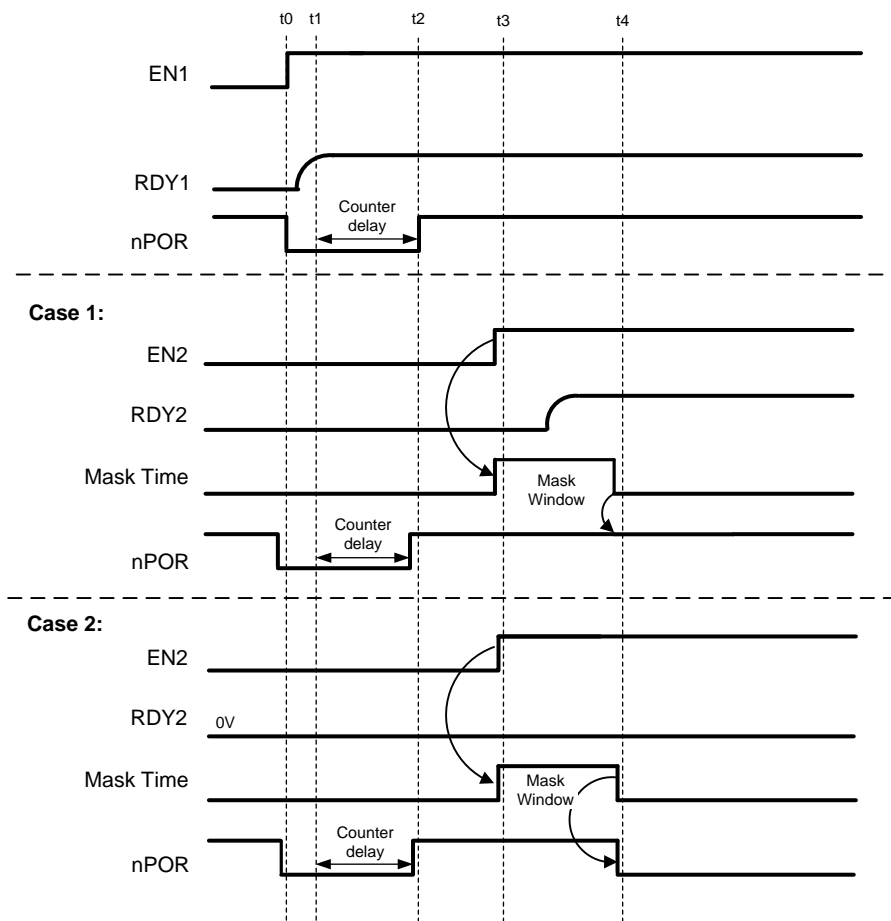 t0 t1 t2 t3 t4
EN1
RDY1
Counter
delay
nPOR
Case 1:
EN2
RDY2
Mask Time
Mask
Window
Counter
delay
nPOR
Case 2:
EN2
RDY2
0V
Mask Time
Mask
Window
Counter
delay
nPOR